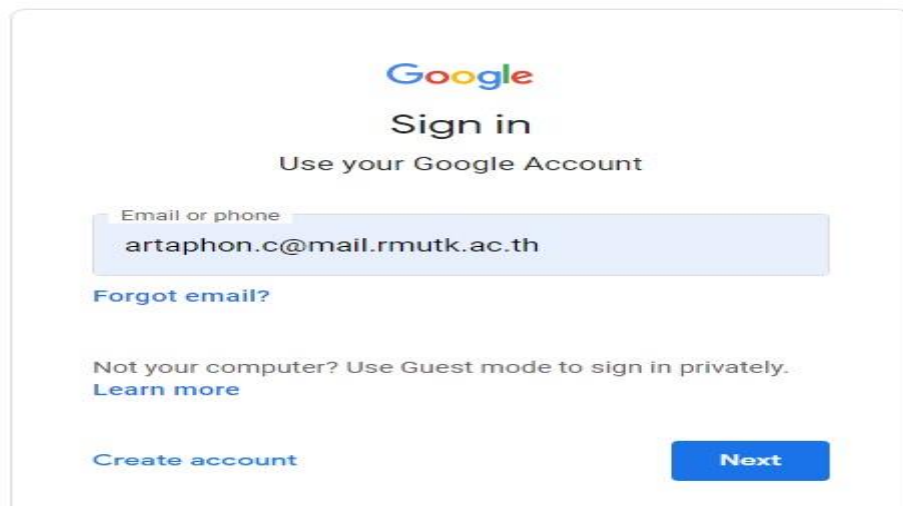 Google
Sign in
Use your Google Account
Email or phone
artaphon.c@mail.rmutk.ac.th
Forgot email?
Not your computer? Use Guest mode to sign in privately.
Learn more
Create account
Next